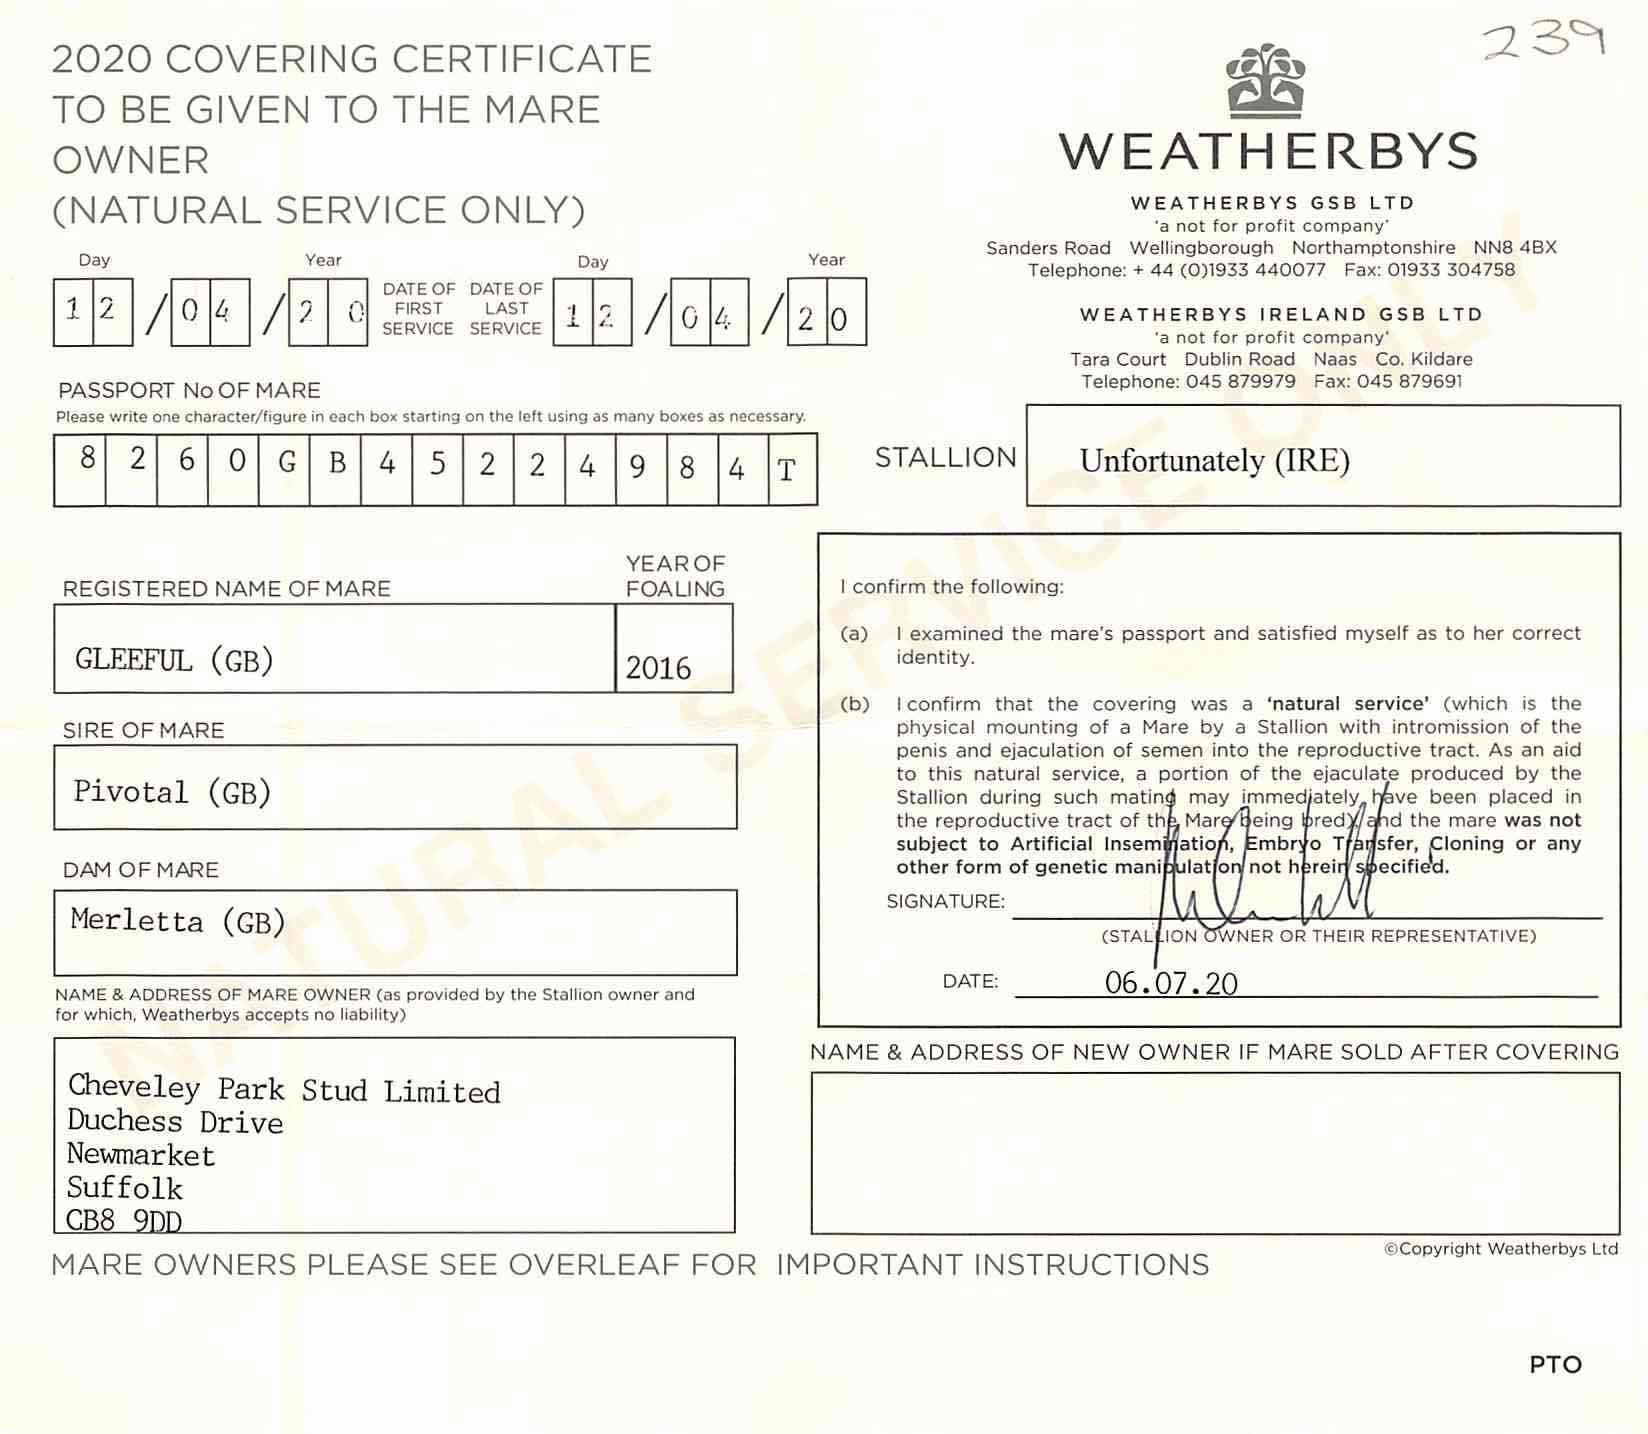 239
2020 COVERING CERTIFICATE
TO BE GIVEN TO THE MARE
OWNER
(NATURAL SERVICE ONLY)
WEATHERBYS
WEATHERBYS GSB LTD
'a not for profit company'
Sanders Road Wellingborough Northamptonshire NN8 4BX
Telephone: + 44 (0)1933 440077 Fax: 01933 304758
WEATHERBYS IRELAND GSB LTD
'a not for profit company'
Tara Court Dublin Road Naas Co. Kildare
Telephone: 045 879979 Fax: 045 879691
Day Year
12/04/20
DATE OF
FIRST
SERVICE
DATE OF
LAST
SERVICE
Day Year
12/04/20
PASSPORT No OF MARE
Please write one character/figure in each box starting on the left using as many boxes as necessary.
8260GB45224984T
STALLION
Unfortunately (IRE)
REGISTERED NAME OF MARE
GLEEFUL (GB)
YEAR OF
FOALING
2016
SIRE OF MARE
Pivotal (GB)
DAM OF MARE
Merletta (GB)
NAME & ADDRESS OF MARE OWNER (as provided by the Stallion owner and
for which, Weatherbys accepts no liability)
Cheveley Park Stud Limited
Duchess Drive
Newmarket
Suffolk
CB8 9DD
I confirm the following:
(a) I examined the mare's passport and satisfied myself as to her correct
identity.
(b) I confirm that the covering was a 'natural service' (which is the
physical mounting of a Mare by a Stallion with intromission of the
penis and ejaculation of semen into the reproductive tract. As an aid
to this natural service, a portion of the ejaculate produced by the
Stallion during such mating may immediately have been placed in
the reproductive tract of the Mare being bred) and the mare was not
subject to Artificial Insemination, Embryo Transfer, Cloning or any
other form of genetic manipulation not herein specified.
SIGNATURE:
(STALLION OWNER OR THEIR REPRESENTATIVE)
DATE: 06.07.20
NAME & ADDRESS OF NEW OWNER IF MARE SOLD AFTER COVERING
©Copyright Weatherbys Ltd
MARE OWNERS PLEASE SEE OVERLEAF FOR IMPORTANT INSTRUCTIONS
PTO
NATURAL SERVICE ONLY